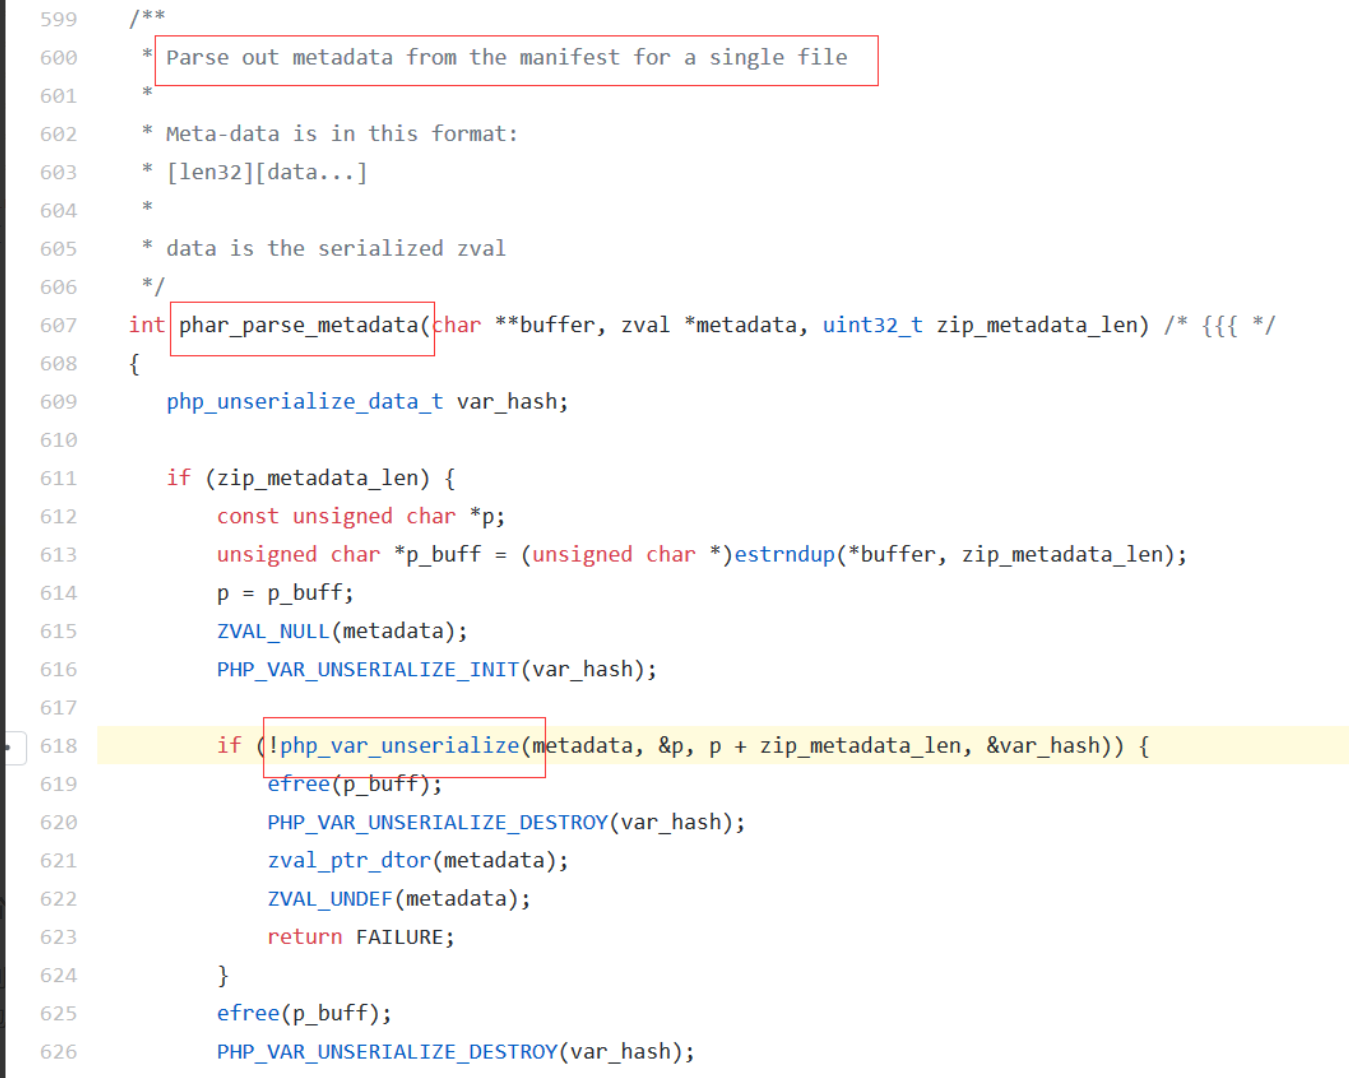 599 /**
600 * Parse out metadata from the manifest for a single file
601 *
602 * Meta-data is in this format:
603 * [len32][data...]
604 *
605 * data is the serialized zval
606 */
607 int phar_parse_metadata(char **buffer, zval *metadata, uint32_t zip_metadata_len) /* {{{ */
608 {
609 php_unserialize_data_t var_hash;
610
611 if (zip_metadata_len) {
612 const unsigned char *p;
613 unsigned char *p_buff = (unsigned char *)estrndup(*buffer, zip_metadata_len);
614 p = p_buff;
615 ZVAL_NULL(metadata);
616 PHP_VAR_UNSERIALIZE_INIT(var_hash);
617
618 if (!php_var_unserialize(metadata, &p, p + zip_metadata_len, &var_hash)) {
619 efree(p_buff);
620 PHP_VAR_UNSERIALIZE_DESTROY(var_hash);
621 zval_ptr_dtor(metadata);
622 ZVAL_UNDEF(metadata);
623 return FAILURE;
624 }
625 efree(p_buff);
626 PHP_VAR_UNSERIALIZE_DESTROY(var_hash);